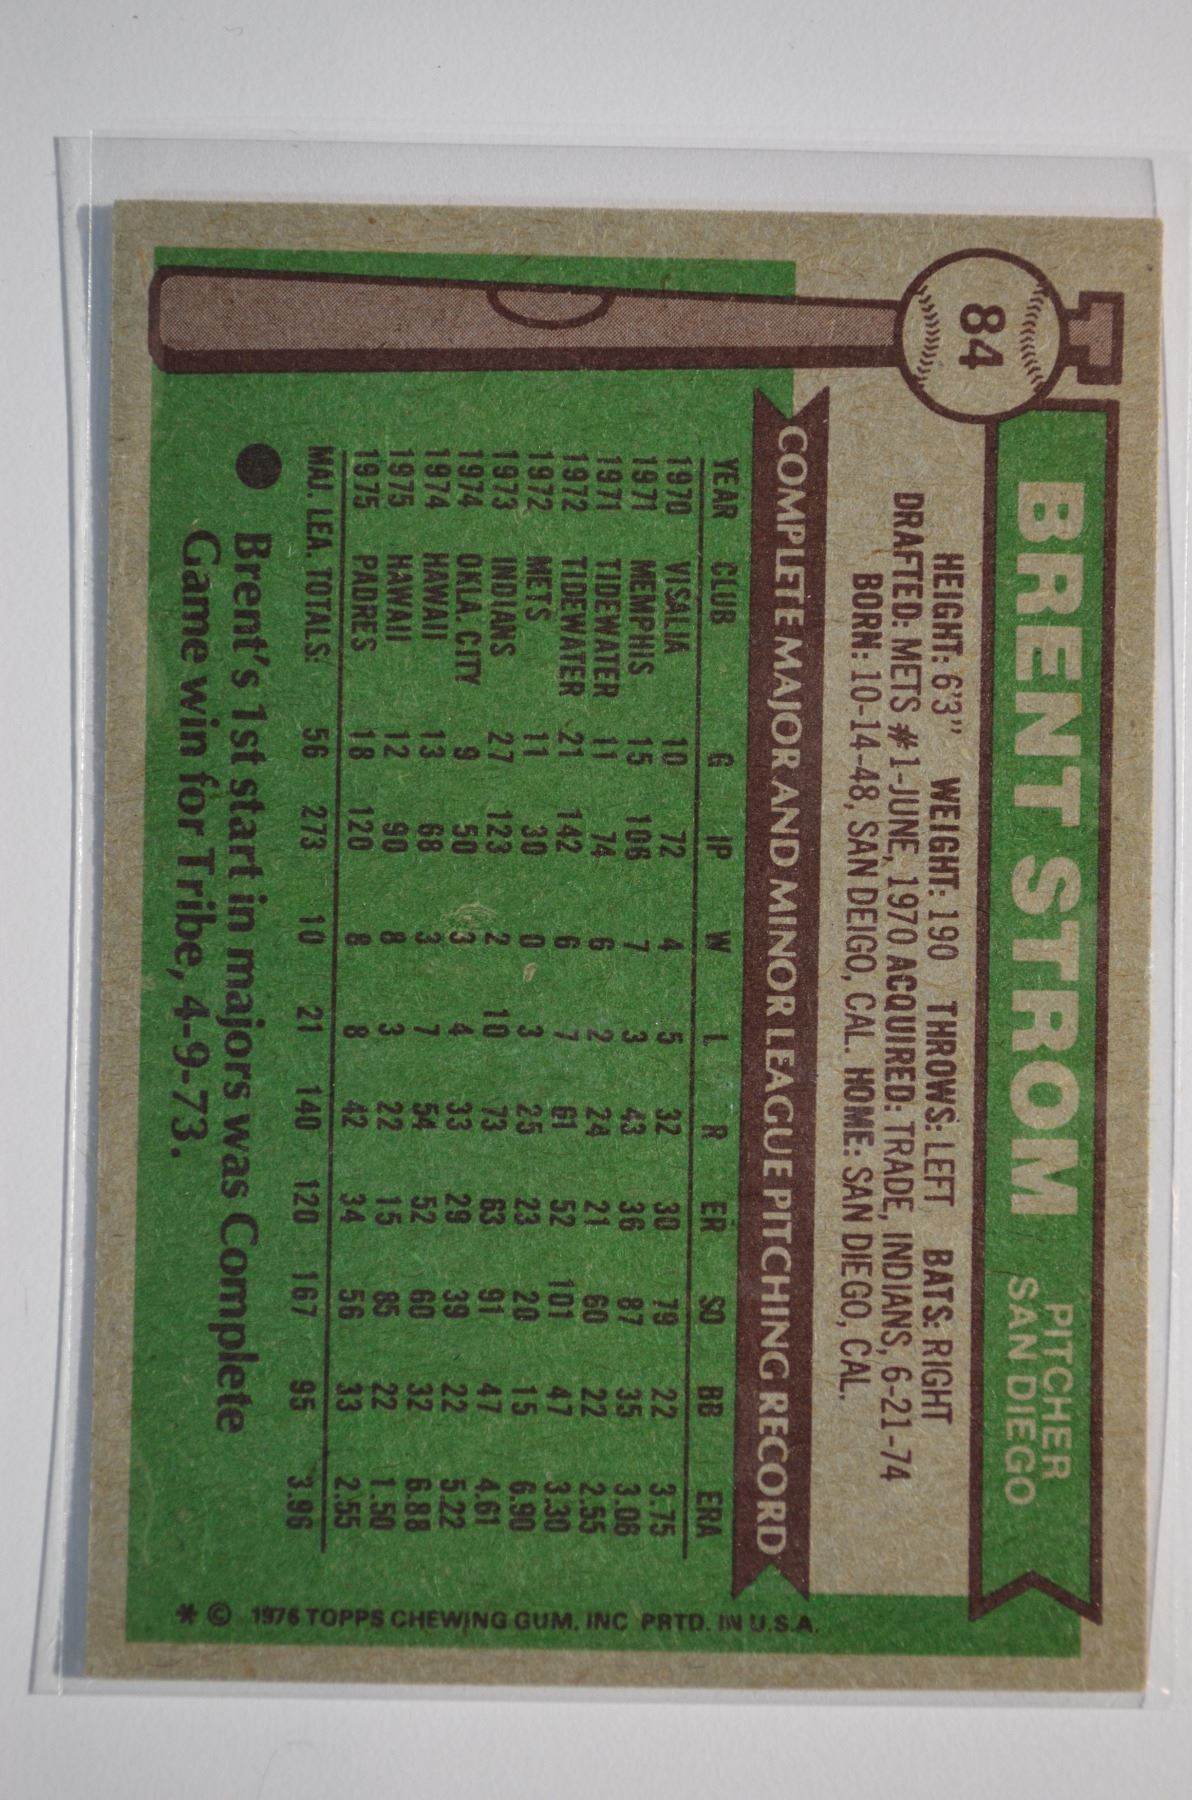 84
BRENT STROM
PITCHER
SAN DIEGO
HEIGHT: 6'3" WEIGHT: 190 THROWS: LEFT BATS: RIGHT
DRAFTED: METS #1-JUNE, 1970 ACQUIRED: TRADE, INDIANS, 6-21-74
BORN: 10-14-48, SAN DEIGO, CAL. HOME: SAN DIEGO, CAL.
COMPLETE MAJOR AND MINOR LEAGUE PITCHING RECORD
YEAR CLUB G IP W L R ER SO BB ERA
1970 VISALIA 10 72 4 5 32 30 79 22 3.75
1971 MEMPHIS 15 106 7 3 43 36 87 35 3.06
1971 TIDEWATER 11 74 6 2 24 21 60 22 2.55
1972 TIDEWATER 21 142 6 7 61 52 101 47 3.30
1972 METS 11 30 0 3 25 23 20 15 6.90
1973 INDIANS 27 123 2 10 73 63 91 47 4.61
1974 OKLA. CITY 9 50 3 4 33 29 39 22 5.22
1974 HAWAII 13 68 3 7 54 52 60 32 6.88
1975 HAWAII 12 90 8 3 22 15 85 22 1.50
1975 PADRES 18 120 8 8 42 34 56 33 2.55
MAJ. LEA. TOTALS: 56 273 10 21 140 120 167 95 3.96
Brent's 1st start in majors was Complete
Game win for Tribe, 4-9-73.
* © 1976 TOPPS CHEWING GUM, INC PRTD. IN U.S.A.